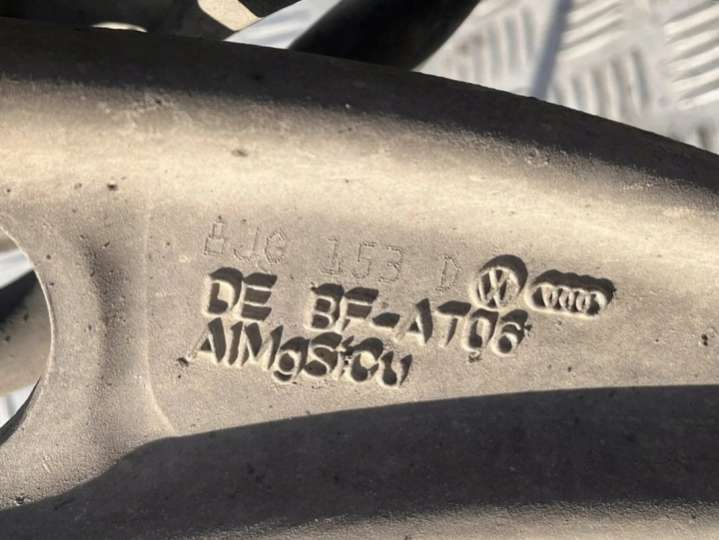 8J0 153 D
DE BF-AT06
AlMgSiCu